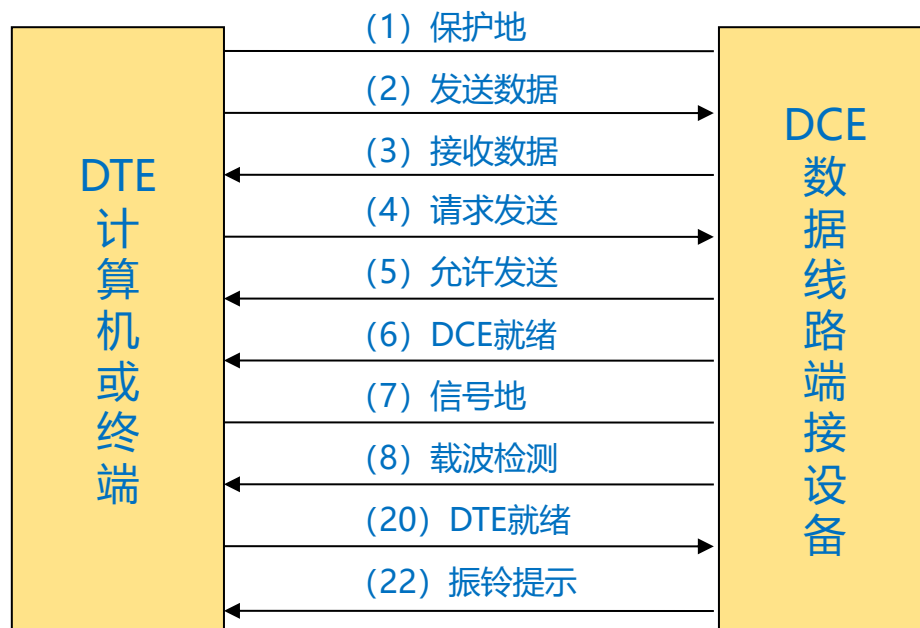 DTE
计
算
机
或
终
端
(1) 保护地
(2) 发送数据
(3) 接收数据
(4) 请求发送
(5) 允许发送
(6) DCE就绪
(7) 信号地
(8) 载波检测
(20) DTE就绪
(22) 振铃提示
DCE
数
据
线
路
端
接
设
备